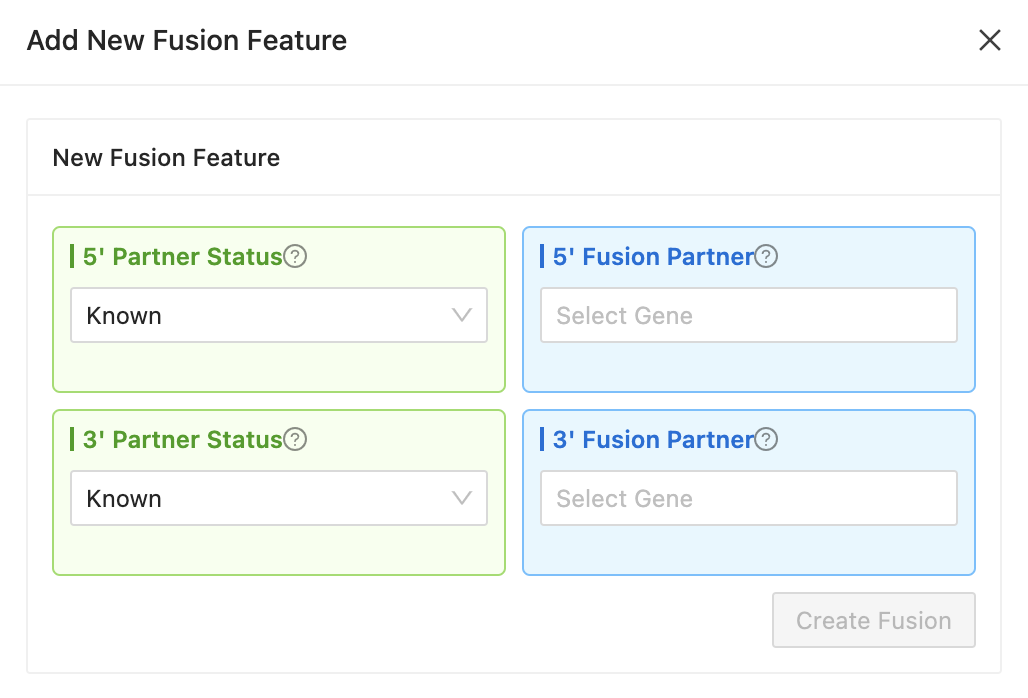 Add New Fusion Feature
New Fusion Feature
5' Partner Status
5' Fusion Partner
Known
Select Gene
3' Partner Status
3' Fusion Partner
Known
Select Gene
Create Fusion